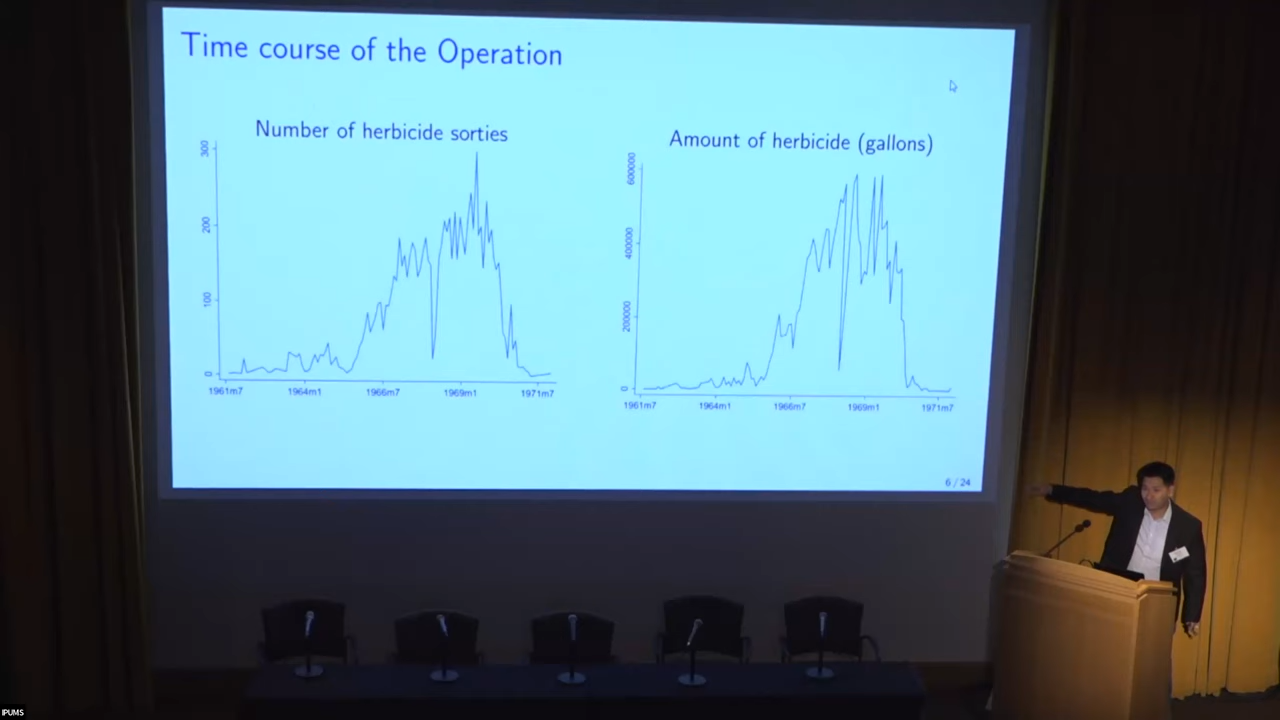 Time course of the Operation
Number of herbicide sorties
300
200
100
0
1961m7 1964m1 1966m7 1969m1 1971m7
Amount of herbicide (gallons)
600000
400000
200000
0
1961m7 1964m1 1966m7 1969m1 1971m7
6 / 24
IPUMS